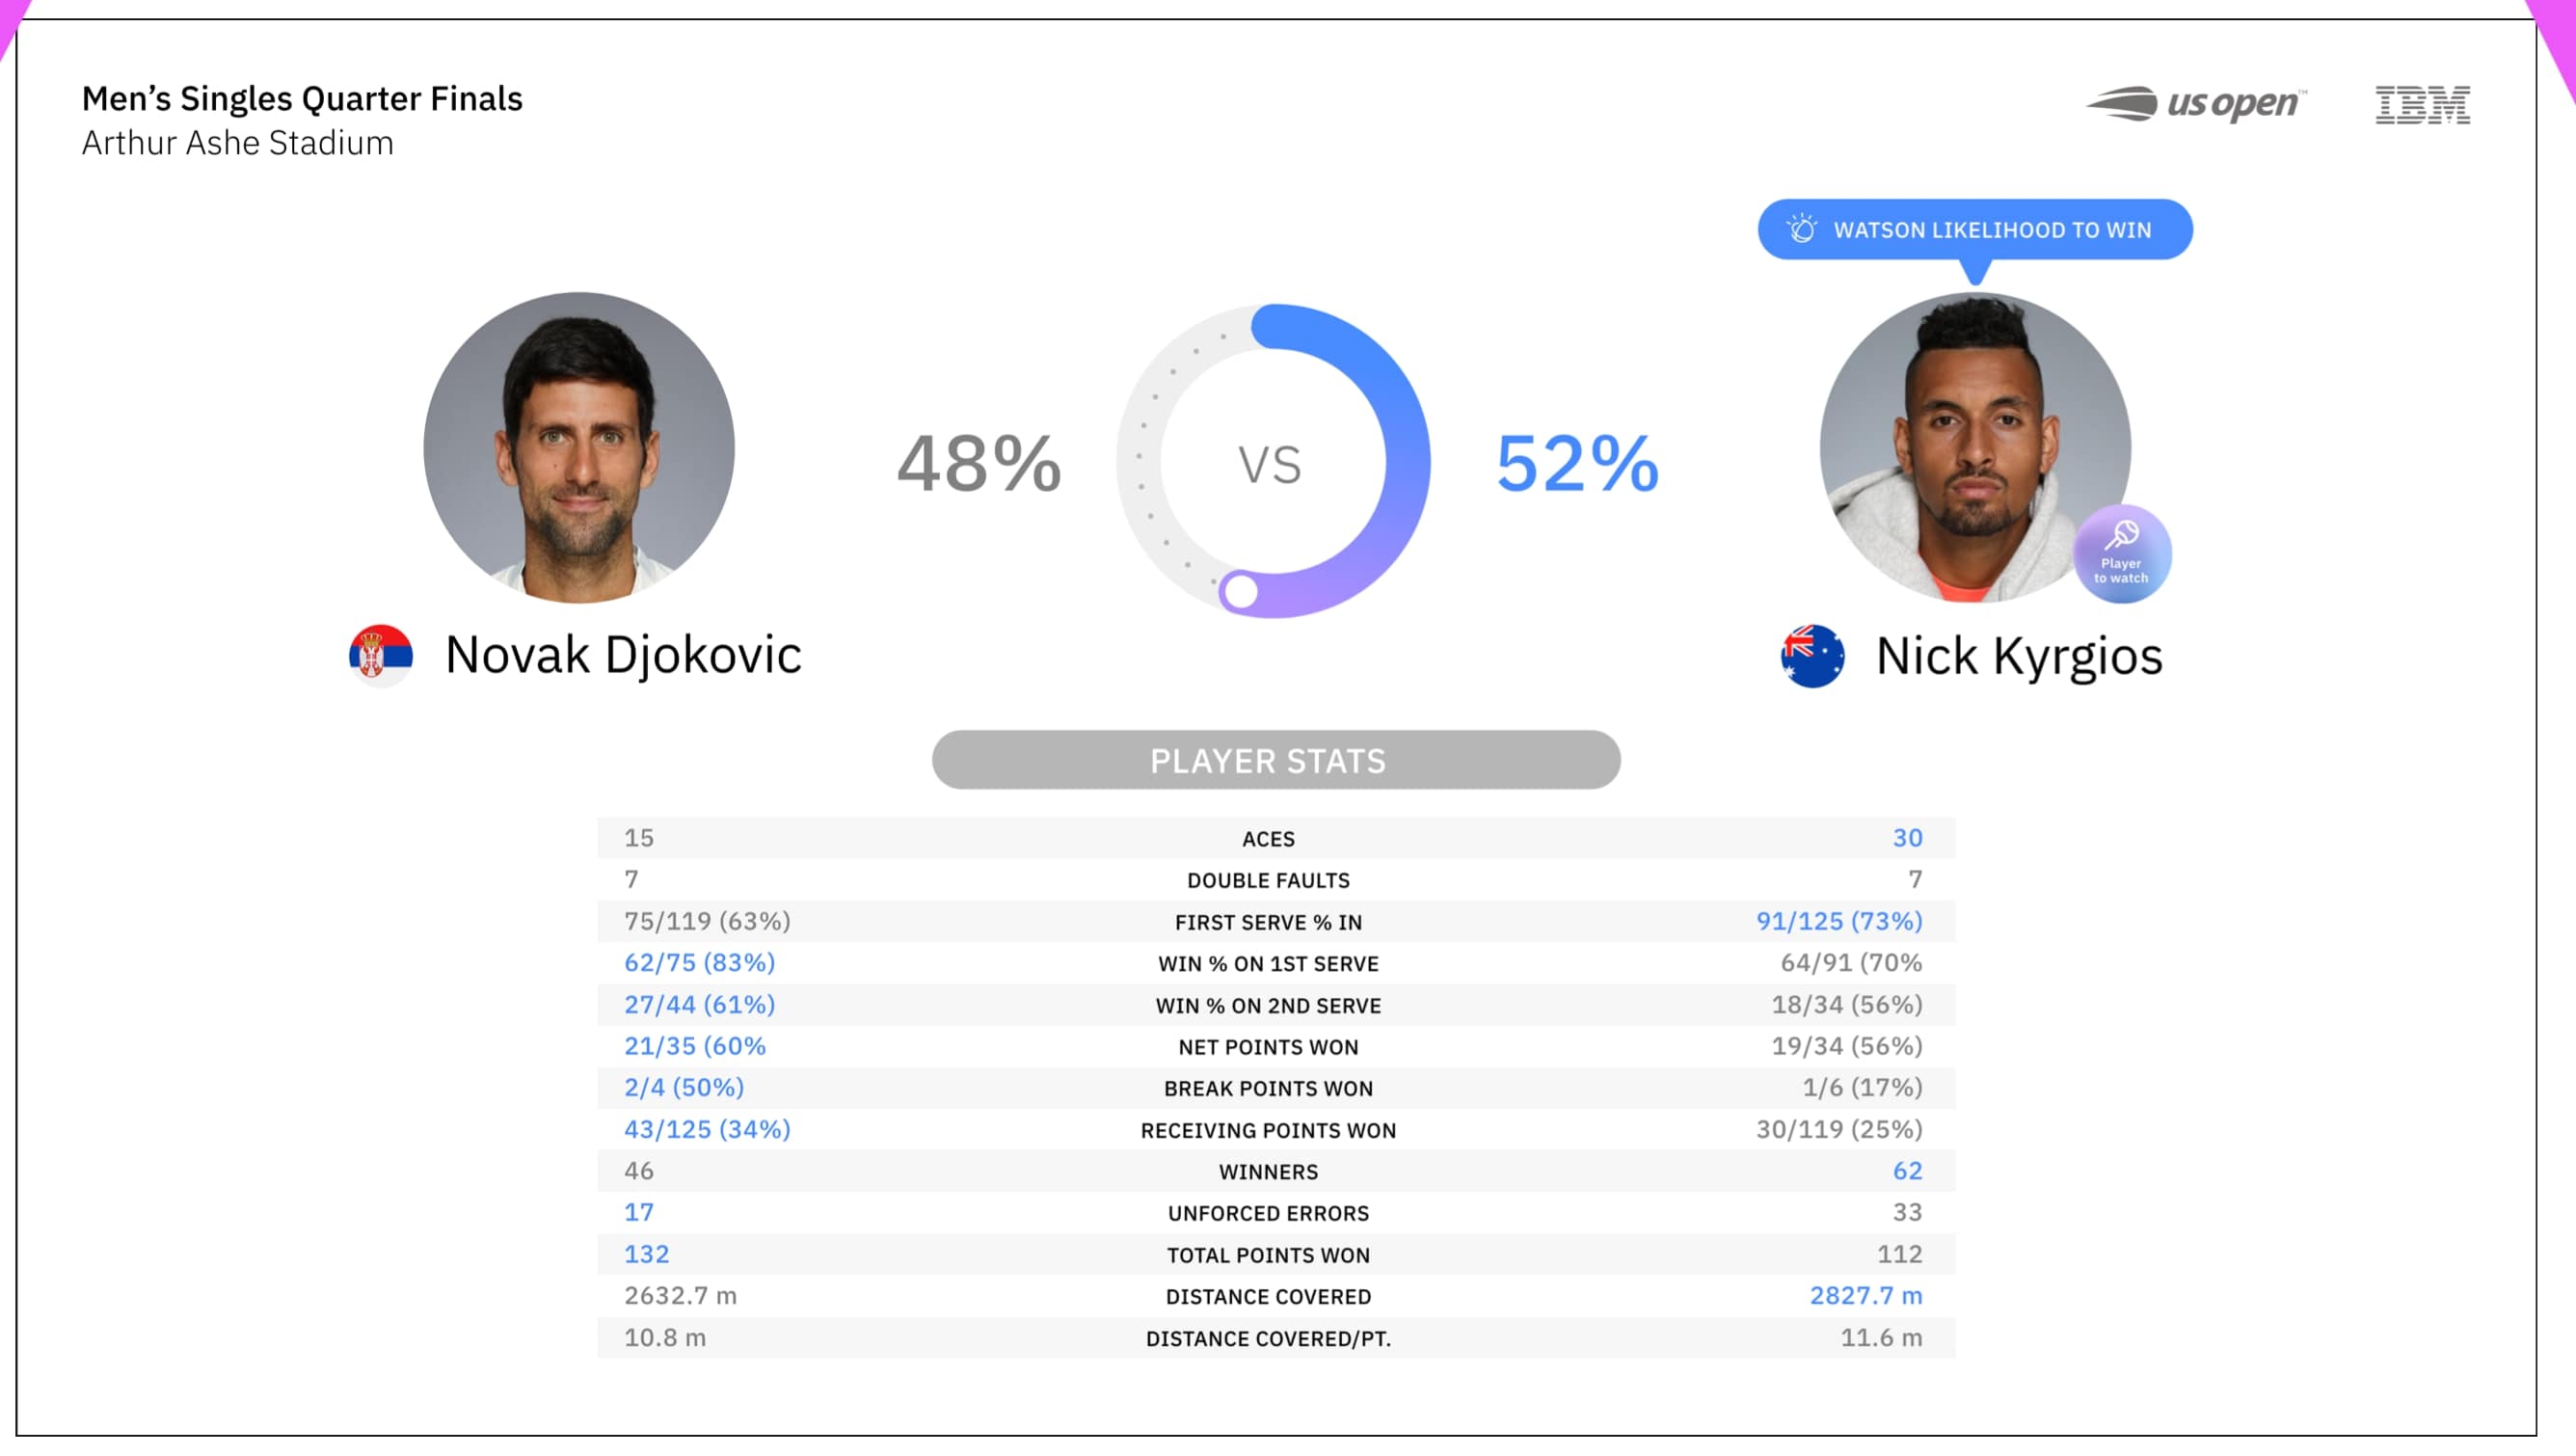 Men's Singles Quarter Finals
Arthur Ashe Stadium
us open™
IBM
WATSON LIKELIHOOD TO WIN
48%
VS
52%
Player
to watch
Novak Djokovic
Nick Kyrgios
PLAYER STATS
15 ACES 30
7 DOUBLE FAULTS 7
75/119 (63%) FIRST SERVE % IN 91/125 (73%)
62/75 (83%) WIN % ON 1ST SERVE 64/91 (70%
27/44 (61%) WIN % ON 2ND SERVE 18/34 (56%)
21/35 (60% NET POINTS WON 19/34 (56%)
2/4 (50%) BREAK POINTS WON 1/6 (17%)
43/125 (34%) RECEIVING POINTS WON 30/119 (25%)
46 WINNERS 62
17 UNFORCED ERRORS 33
132 TOTAL POINTS WON 112
2632.7 m DISTANCE COVERED 2827.7 m
10.8 m DISTANCE COVERED/PT. 11.6 m